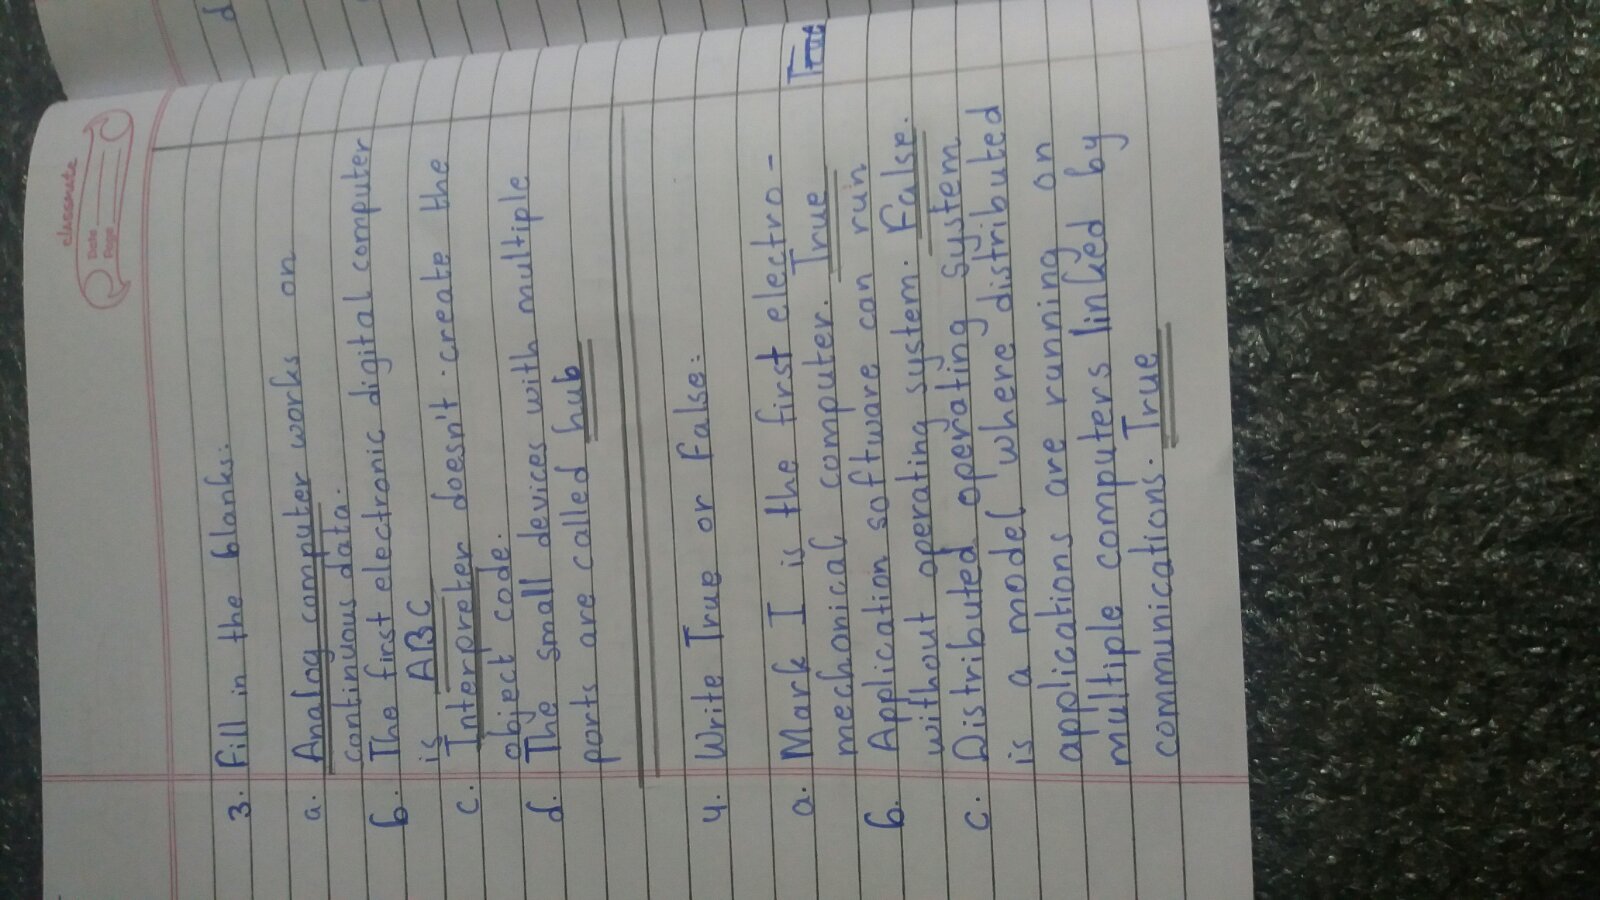 classmate
Date
Page
3. Fill in the blanks:
a. Analog computer works on
continuous data.
b. The first electronic digital computer
is ABC
c. Interpreter doesn't create the
object code.
d. The small devices with multiple
ports are called hub
4. Write True or False:
a. Mark I is the first electro-
mechanical computer. True
b. Application software can run
without operating system. False.
c. Distributed operating system
is a model where distributed
applications are running on
multiple computers linked by
communications. True